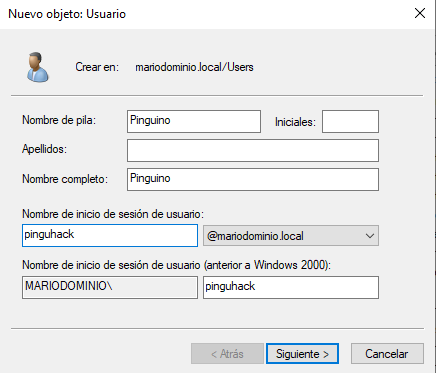 Nuevo objeto: Usuario
Crear en: mariodominio.local/Users
Nombre de pila: Pinguino Iniciales:
Apellidos:
Nombre completo: Pinguino
Nombre de inicio de sesión de usuario:
pinguhack @mariodominio.local
Nombre de inicio de sesión de usuario (anterior a Windows 2000):
MARIODOMINIO\ pinguhack
< Atrás Siguiente > Cancelar